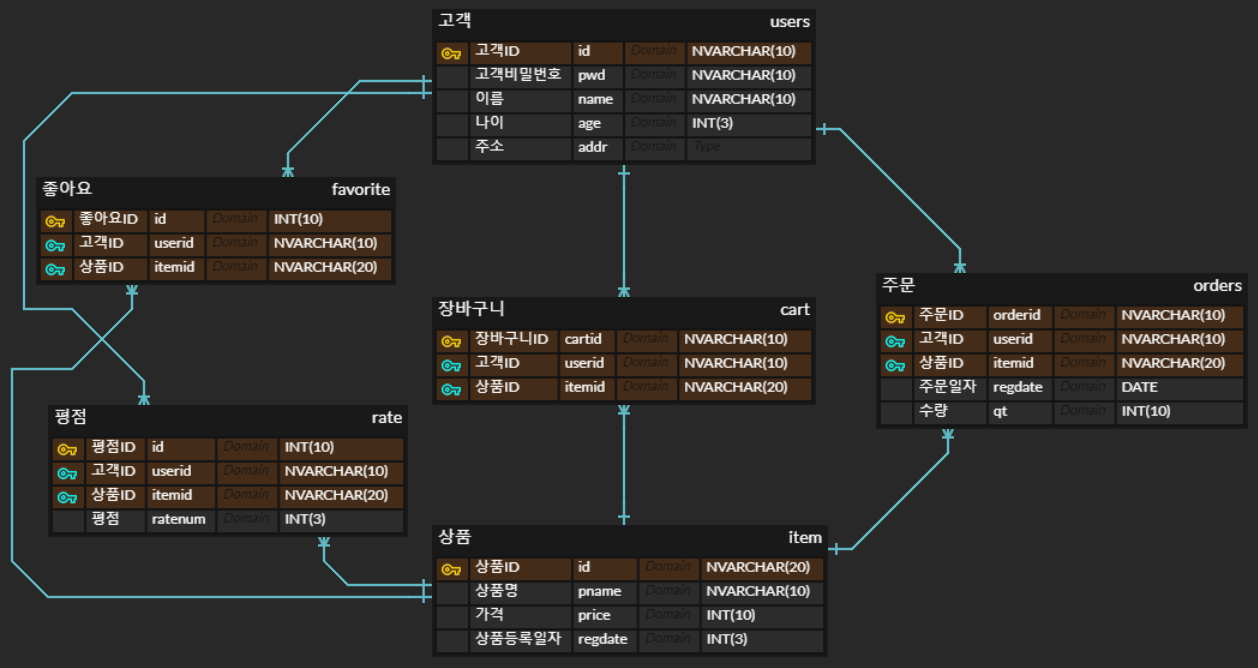 고객 users
고객ID id Domain NVARCHAR(10)
고객비밀번호 pwd Domain NVARCHAR(10)
이름 name Domain NVARCHAR(10)
나이 age Domain INT(3)
주소 addr Domain Type
좋아요 favorite
좋아요ID id Domain INT(10)
고객ID userid Domain NVARCHAR(10)
상품ID itemid Domain NVARCHAR(20)
장바구니 cart
장바구니ID cartid Domain NVARCHAR(10)
고객ID userid Domain NVARCHAR(10)
상품ID itemid Domain NVARCHAR(20)
주문 orders
주문ID orderid Domain NVARCHAR(10)
고객ID userid Domain NVARCHAR(10)
상품ID itemid Domain NVARCHAR(20)
주문일자 regdate Domain DATE
수량 qt Domain INT(10)
평점 rate
평점ID id Domain INT(10)
고객ID userid Domain NVARCHAR(10)
상품ID itemid Domain NVARCHAR(20)
평점 ratenum Domain INT(3)
상품 item
상품ID id Domain NVARCHAR(20)
상품명 pname Domain NVARCHAR(10)
가격 price Domain INT(10)
상품등록일자 regdate Domain INT(3)